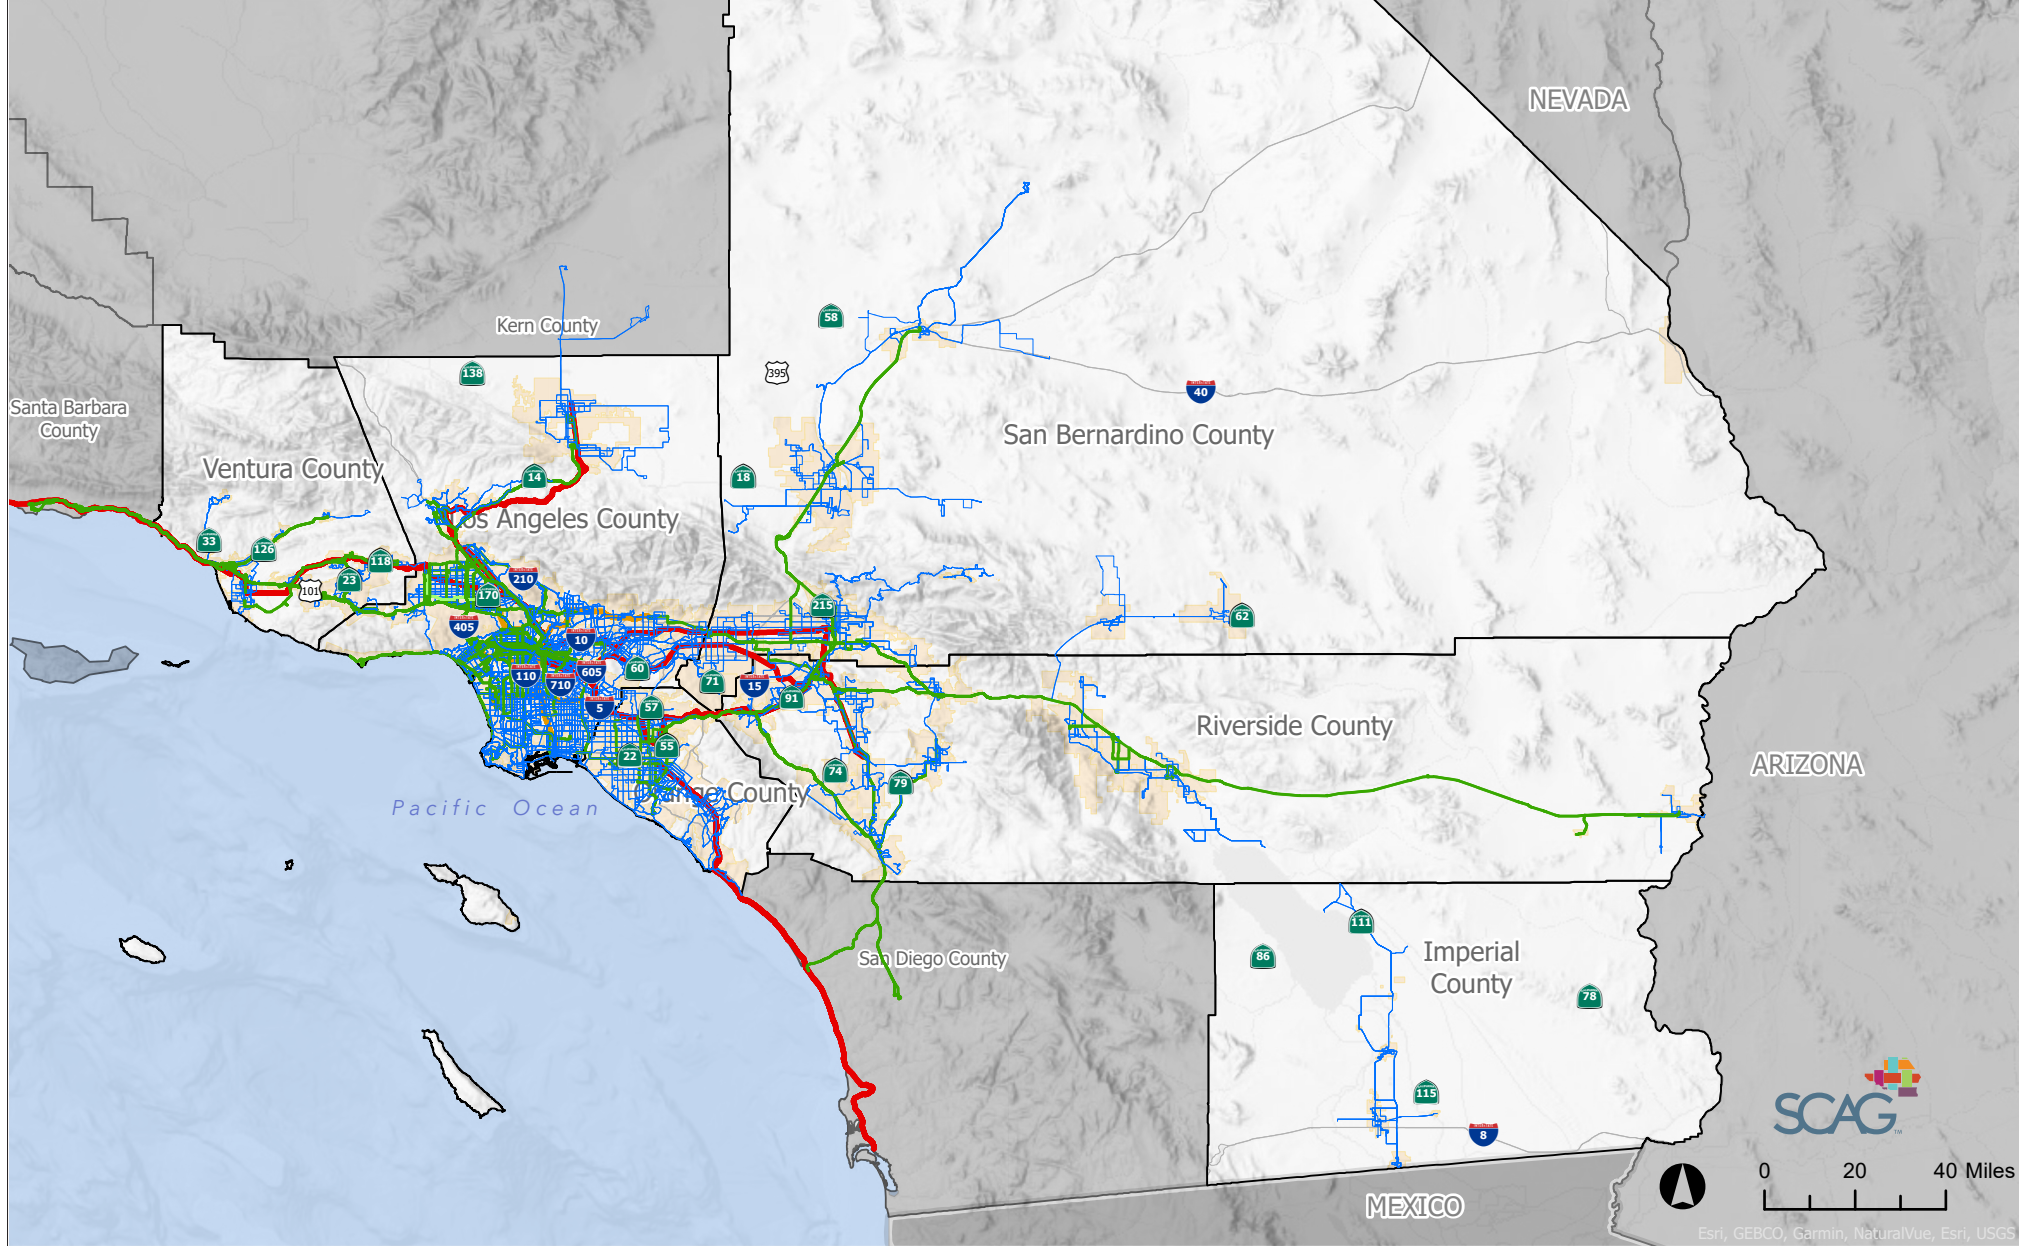 NEVADA
58
Kern County
395
138
40
Santa Barbara
County
San Bernardino County
Ventura County
14
18
Los Angeles County
33
126
118
210
23
101
170
215
405
62
10
60
605
110
710
71
15
91
5
57
Riverside County
55
22
ARIZONA
74
79
Orange County
Pacific Ocean
111
86
San Diego County
Imperial
County
78
115
SCAG
TM
8
0 20 40 Miles
MEXICO
Esri, GEBCO, Garmin, NaturalVue, Esri, USGS